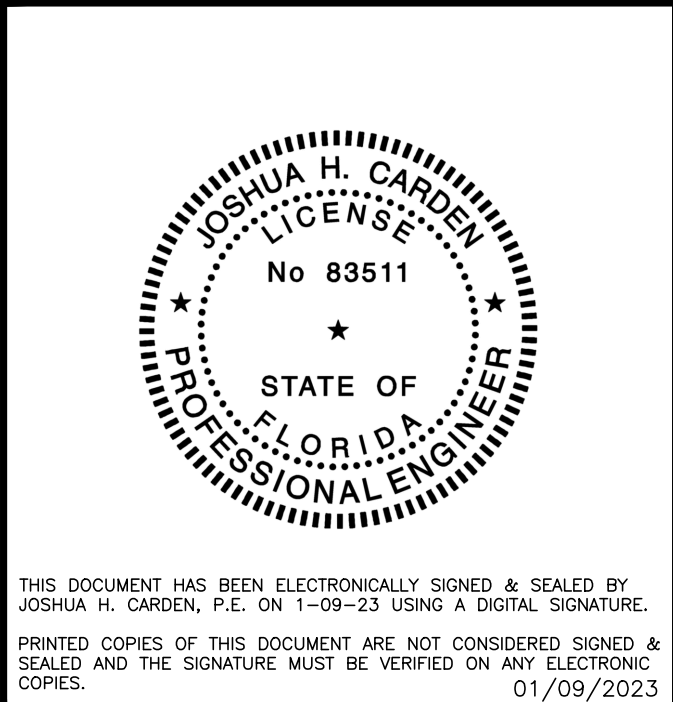 JOSHUA H. CARDEN
LICENSE
No 83511
STATE OF
FLORIDA
PROFESSIONAL ENGINEER
THIS DOCUMENT HAS BEEN ELECTRONICALLY SIGNED & SEALED BY
JOSHUA H. CARDEN, P.E. ON 1-09-23 USING A DIGITAL SIGNATURE.
PRINTED COPIES OF THIS DOCUMENT ARE NOT CONSIDERED SIGNED &
SEALED AND THE SIGNATURE MUST BE VERIFIED ON ANY ELECTRONIC
COPIES.
01/09/2023